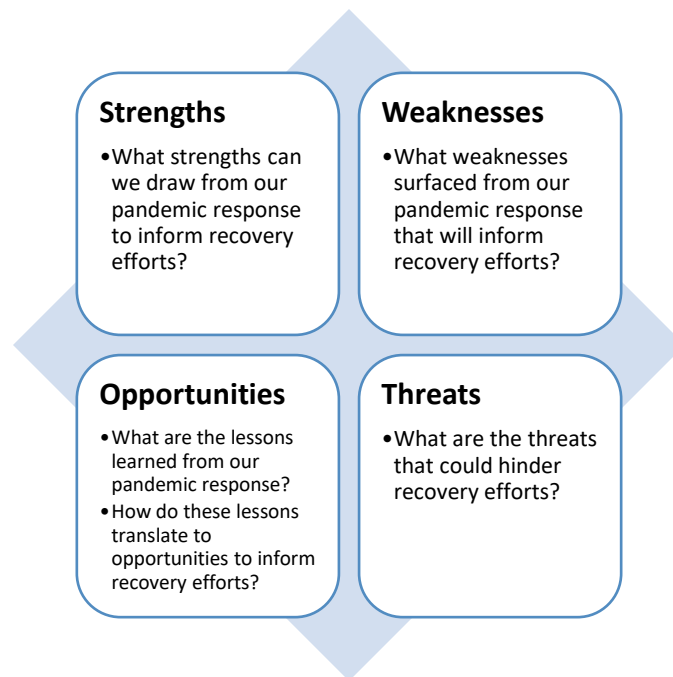 Strengths
•What strengths can
we draw from our
pandemic response
to inform recovery
efforts?
Weaknesses
•What weaknesses
surfaced from our
pandemic response
that will inform
recovery efforts?
Opportunities
•What are the lessons
learned from our
pandemic response?
•How do these lessons
translate to
opportunities to inform
recovery efforts?
Threats
•What are the threats
that could hinder
recovery efforts?